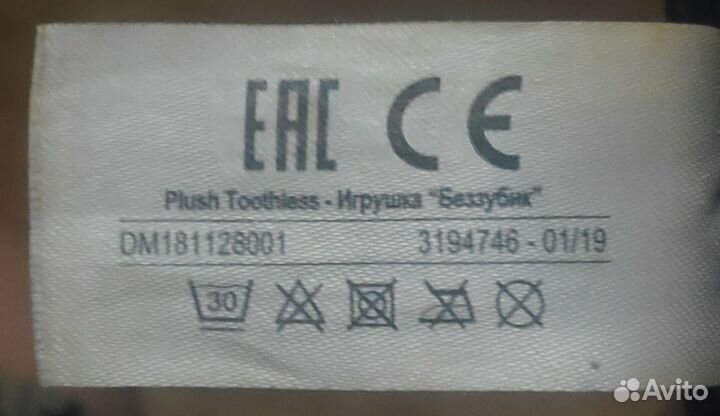 EAC CE
Plush Toothless - Игрушка "Беззубик"
DM181128001 3194746 - 01/19
30
Avito